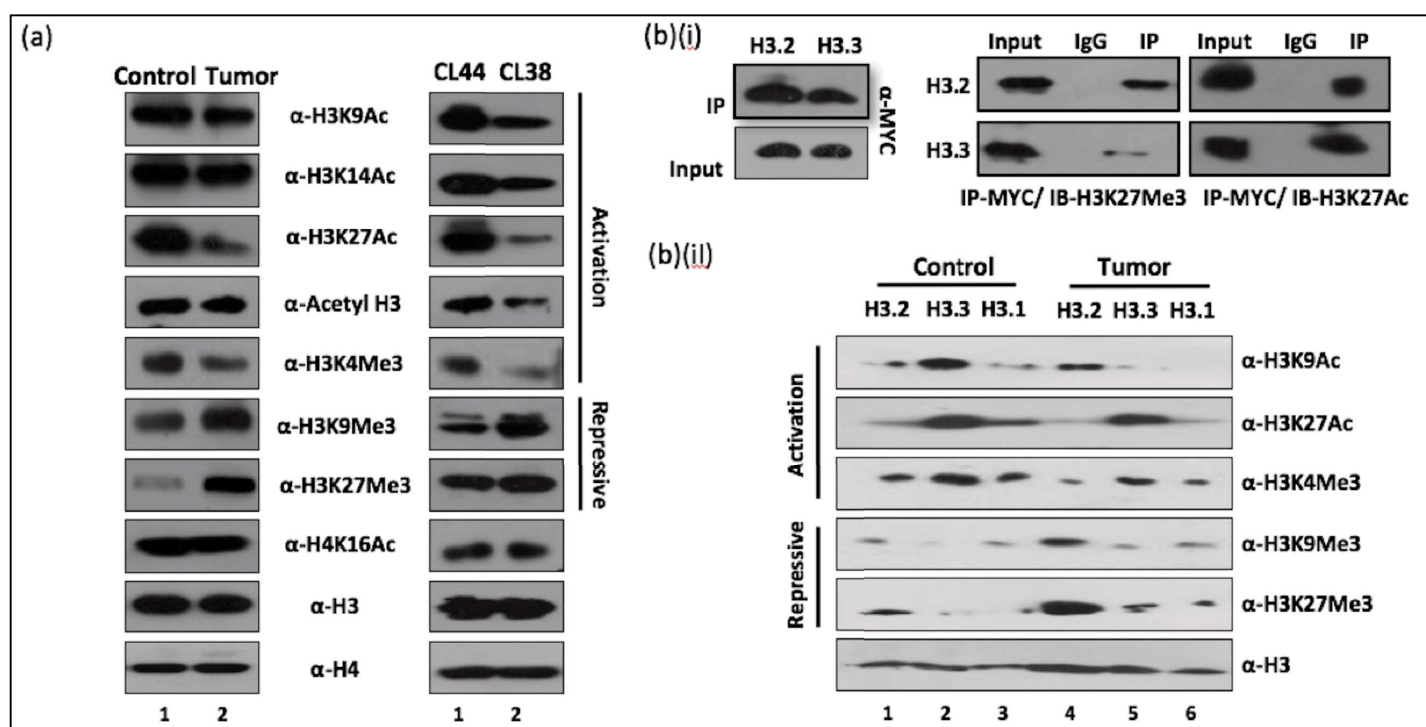 (a)
Control Tumor
CL44 CL38
α-H3K9Ac
α-H3K14Ac
α-H3K27Ac
α-Acetyl H3
α-H3K4Me3
α-H3K9Me3
α-H3K27Me3
α-H4K16Ac
α-H3
α-H4
Activation
Repressive
1 2
1 2
(b)(i)
H3.2 H3.3
IP
Input
α-MYC
Input IgG IP
Input IgG IP
H3.2
H3.3
IP-MYC/ IB-H3K27Me3
IP-MYC/ IB-H3K27Ac
(b)(iI)
Control Tumor
H3.2 H3.3 H3.1 H3.2 H3.3 H3.1
Activation
Repressive
α-H3K9Ac
α-H3K27Ac
α-H3K4Me3
α-H3K9Me3
α-H3K27Me3
α-H3
1 2 3 4 5 6